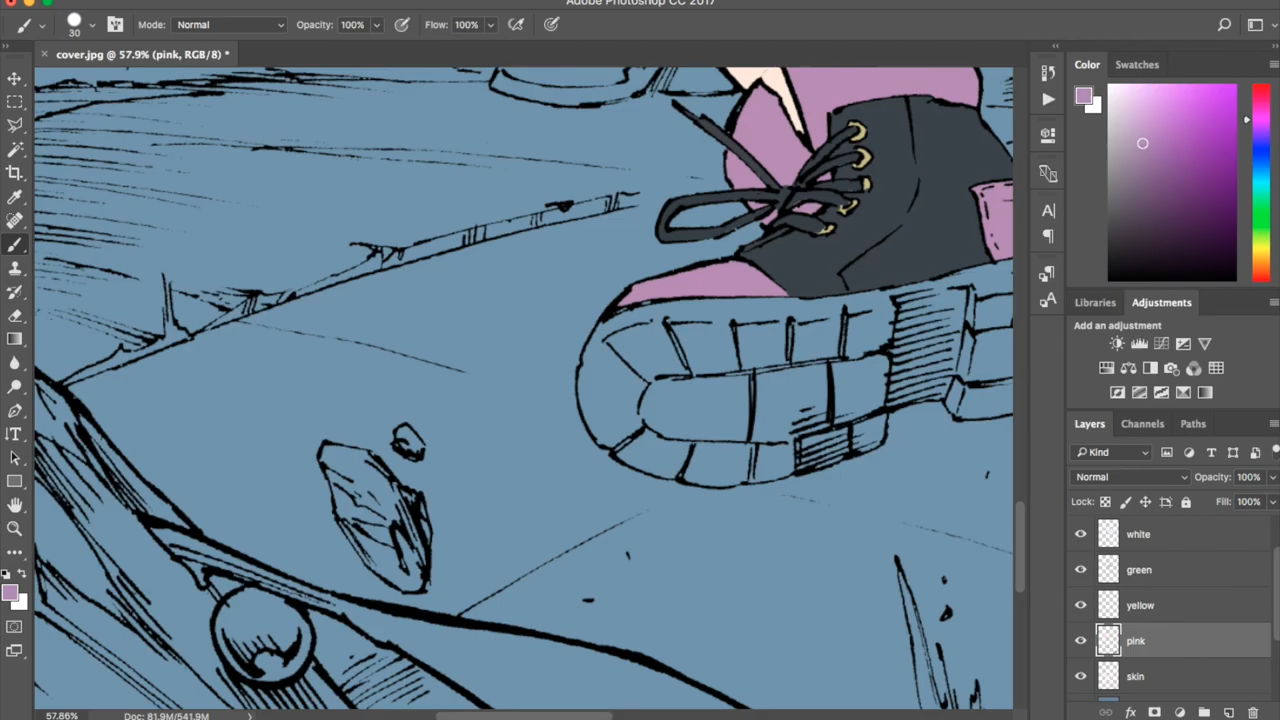 Adobe Photoshop CC 2017
30
Mode: Normal Opacity: 100% Flow: 100%
cover.jpg @ 57.9% (pink, RGB/8) *
Color Swatches
Libraries Adjustments
Add an adjustment
Layers Channels Paths
Kind
Normal Opacity: 100%
Lock: Fill: 100%
white
green
yellow
pink
skin
57.86% Doc: 81.9M/541.9M